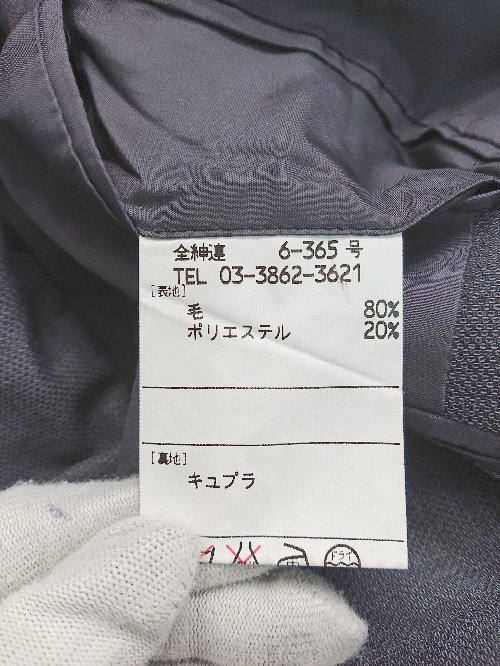 全紳連 6-365 号
TEL 03-3862-3621
[表地]
毛 80%
ポリエステル 20%
[裏地]
キュプラ
ドライ